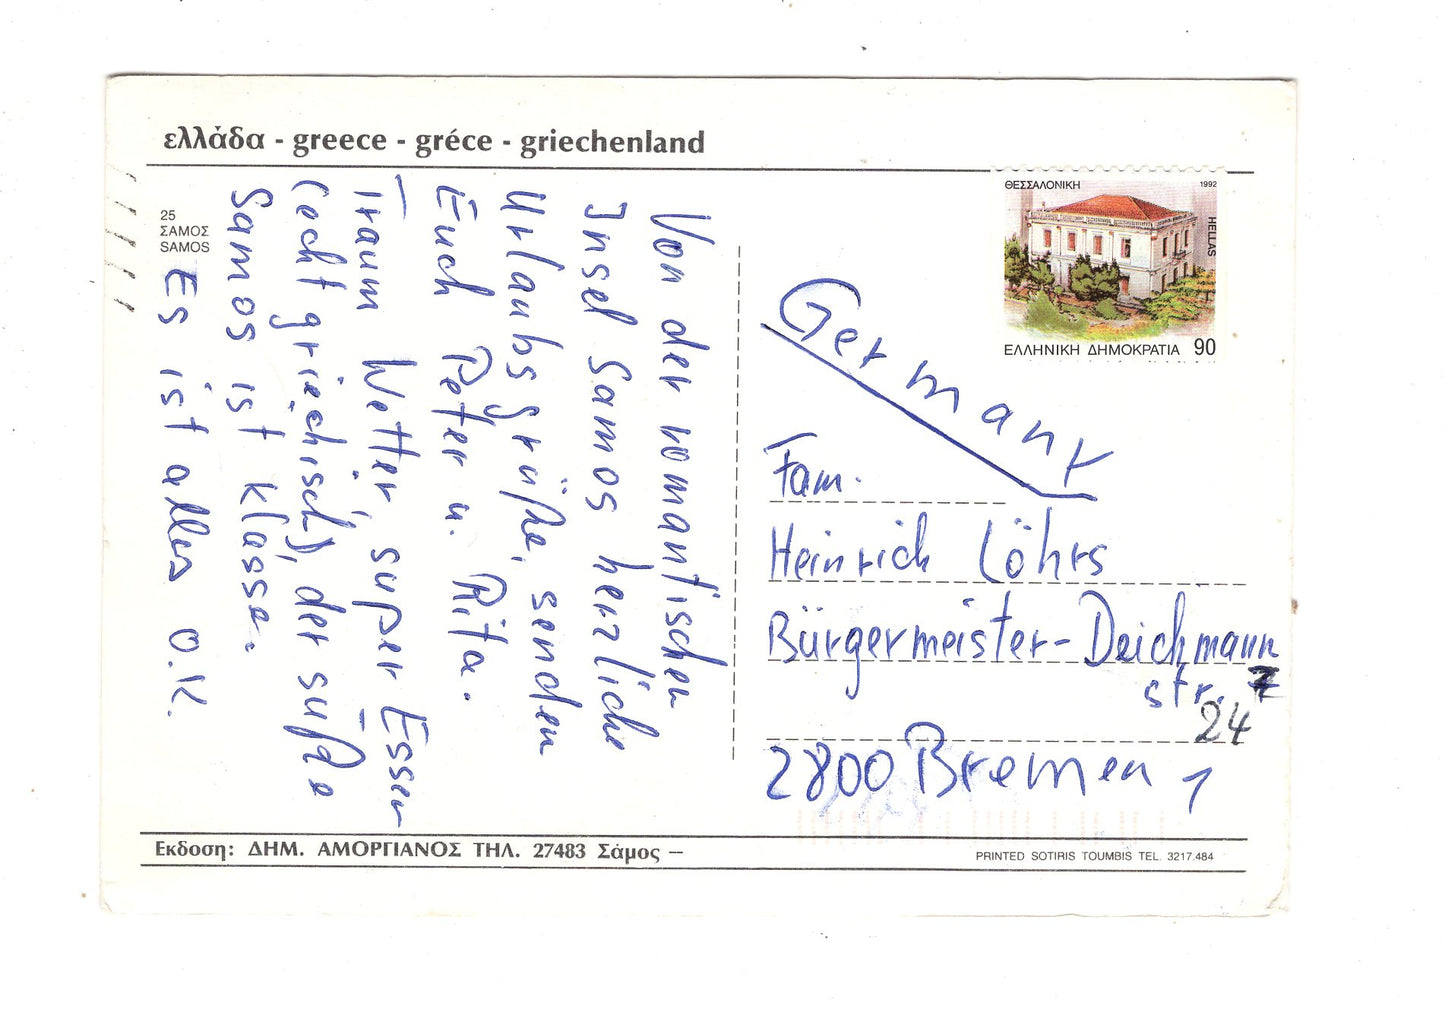 ελλάδα - greece - gréce - griechenland
25
ΣΑΜΟΣ
SAMOS
Von der romantischen
Insel Samos herzliche
Urlaubsgrüße, senden
Euch Peter u. Rita.
Traum Wetter, super Essen
(echt griechisch), der süße
Samos ist klasse.
Es ist alles o.k.
ΘΕΣΣΑΛΟΝΙΚΗ 1992
HELLAS
ΕΛΛΗΝΙΚΗ ΔΗΜΟΚΡΑΤΙΑ 90
Germany
Fam.
Heinrich Löhrs
Bürgermeister-Deichmann
str. 7
24
2800 Bremen 1
Εκδοση: ΔΗΜ. ΑΜΟΡΓΙΑΝΟΣ ΤΗΛ. 27483 Σάμος –
PRINTED SOTIRIS TOUMBIS TEL. 3217.484